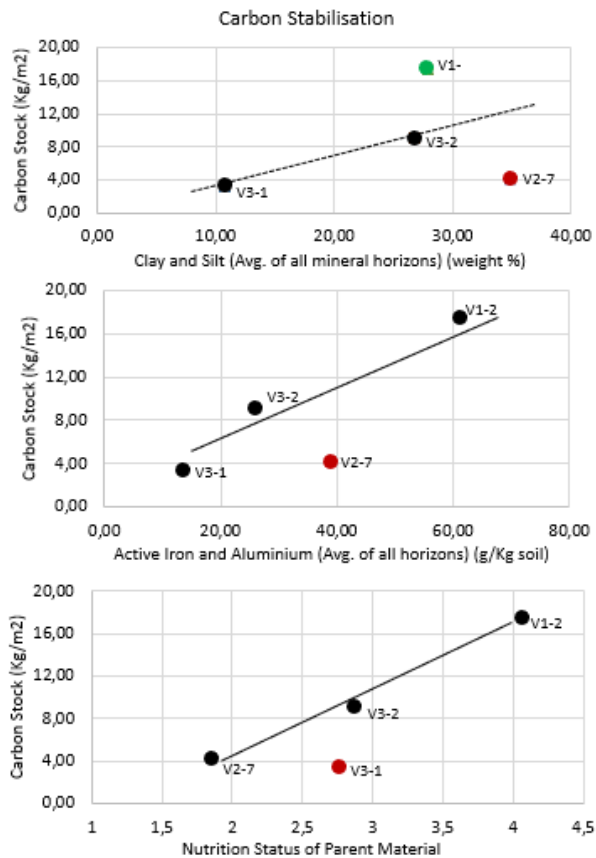 Carbon Stabilisation
Carbon Stock (Kg/m2)
20,00
16,00
12,00
8,00
4,00
0,00
V1-
V3-2
V2-7
V3-1
0,00 10,00 20,00 30,00 40,00
Clay and Silt (Avg. of all mineral horizons) (weight %)
Carbon Stock (Kg/m2)
20,00
16,00
12,00
8,00
4,00
0,00
V1-2
V3-2
V2-7
V3-1
0,00 20,00 40,00 60,00 80,00
Active Iron and Aluminium (Avg. of all horizons) (g/Kg soil)
Carbon Stock (Kg/m2)
20,00
16,00
12,00
8,00
4,00
0,00
V1-2
V3-2
V2-7
V3-1
1 2 2 3 3 4 4,5
Nutrition Status of Parent Material